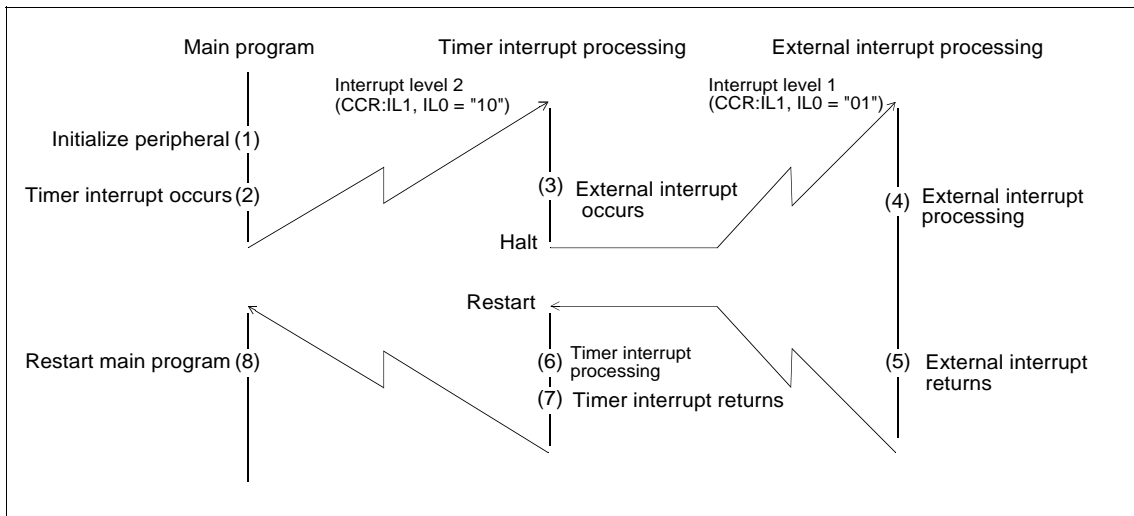 Main program
Timer interrupt processing
External interrupt processing
Interrupt level 2
(CCR:IL1, IL0 = "10")
Interrupt level 1
(CCR:IL1, IL0 = "01")
Initialize peripheral (1)
Timer interrupt occurs (2)
(3) External interrupt
occurs
(4) External interrupt
processing
Halt
Restart
Restart main program (8)
(6) Timer interrupt
processing
(7) Timer interrupt returns
(5) External interrupt
returns